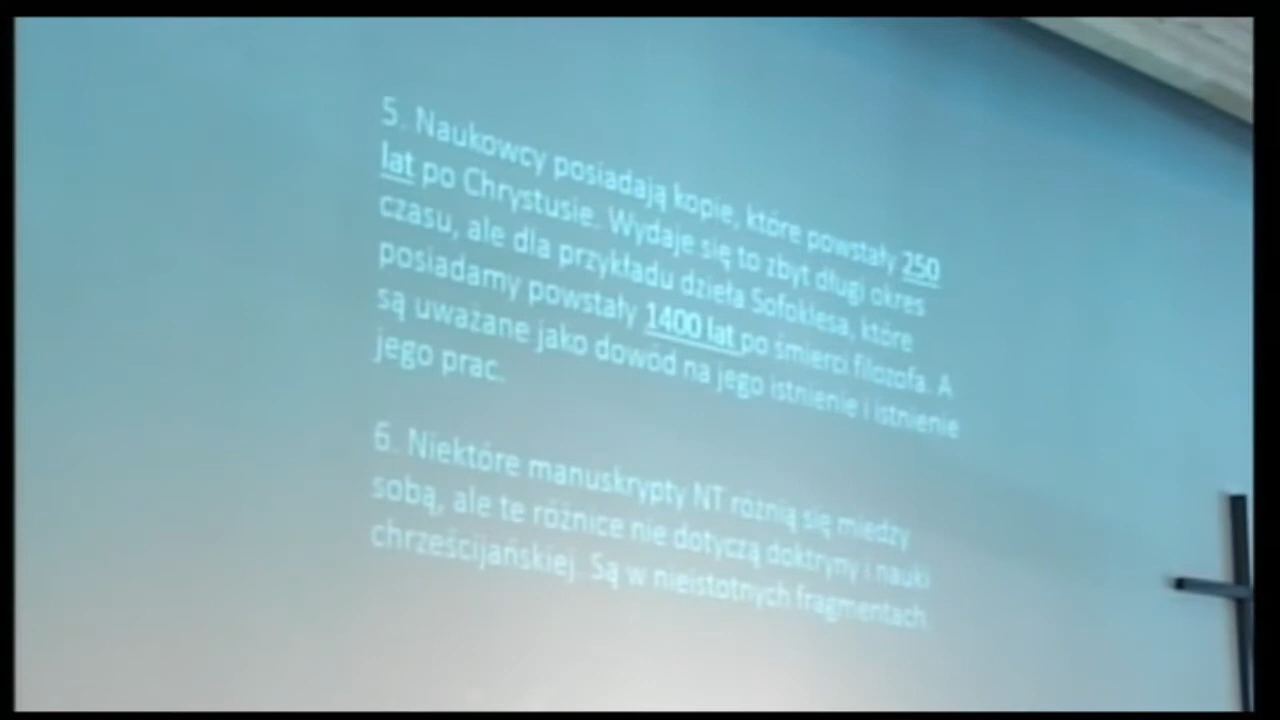 5. Naukowcy posiadają kopie, które powstały 250
lat po Chrystusie. Wydaje się to zbyt długi okres
czasu, ale dla przykładu dzieła Sofoklesa, które
posiadamy powstały 1400 lat po śmierci filozofa. A
są uważane jako dowód na jego istnienie i istnienie
jego prac.
6. Niektóre manuskrypty NT róznią się miedzy
sobą, ale te różnice nie dotyczą doktryny i nauki
chrześcijańskiej. Są w nieistotnych fragmentach.